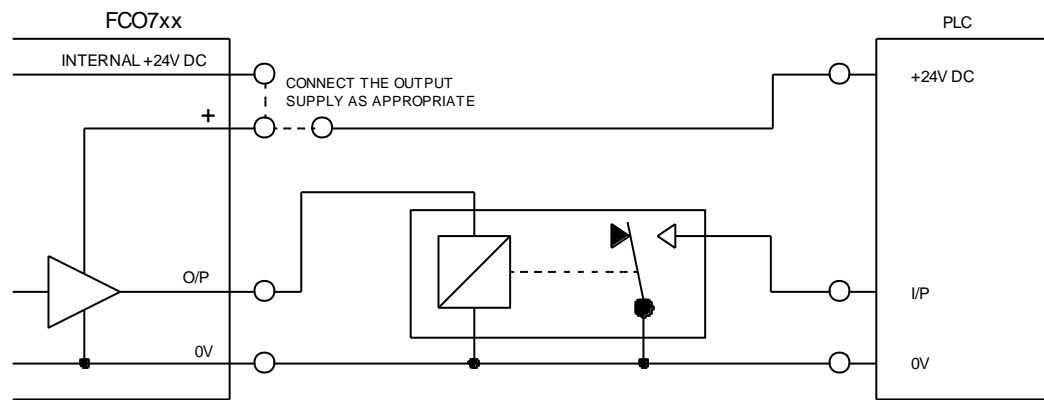 FCO7xx
PLC
INTERNAL +24V DC
CONNECT THE OUTPUT
SUPPLY AS APPROPRIATE
+24V DC
+
O/P
I/P
0V
0V